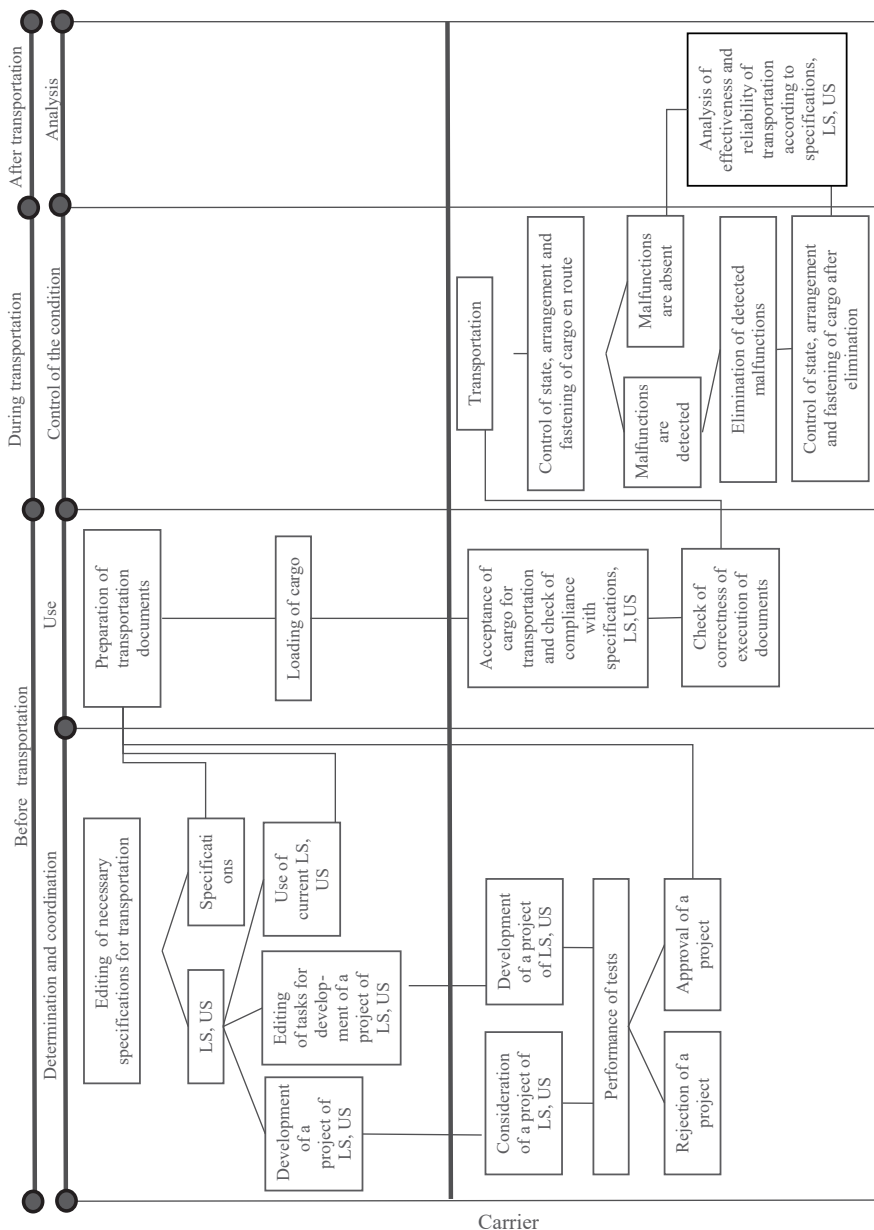 Before transportation
During transportation
After transportation
Determination and coordination
Use
Control of the condition
Analysis
Editing of necessary
specifications for transportation
LS, US
Specificati
ons
Development
of a
project of
LS, US
Editing
of tasks for
develop-
ment of a
project of
LS, US
Use of
current LS,
US
Preparation of
transportation
documents
Loading of cargo
Consideration
of a project of
LS, US
Development
of a project
of LS, US
Performance of tests
Rejection of a
project
Approval of a
project
Acceptance of
cargo for
transportation
and check of
compliance
with
specifications,
LS,US
Check of
correctness of
execution of
documents
Transportation
Control of state, arrangement and
fastening of cargo en route
Malfunctions
are
detected
Malfunctions
are absent
Elimination of detected
malfunctions
Control of state, arrangement
and fastening of cargo after
elimination
Analysis of
effectiveness and
reliability of
transportation
according to
specifications,
LS, US
Carrier